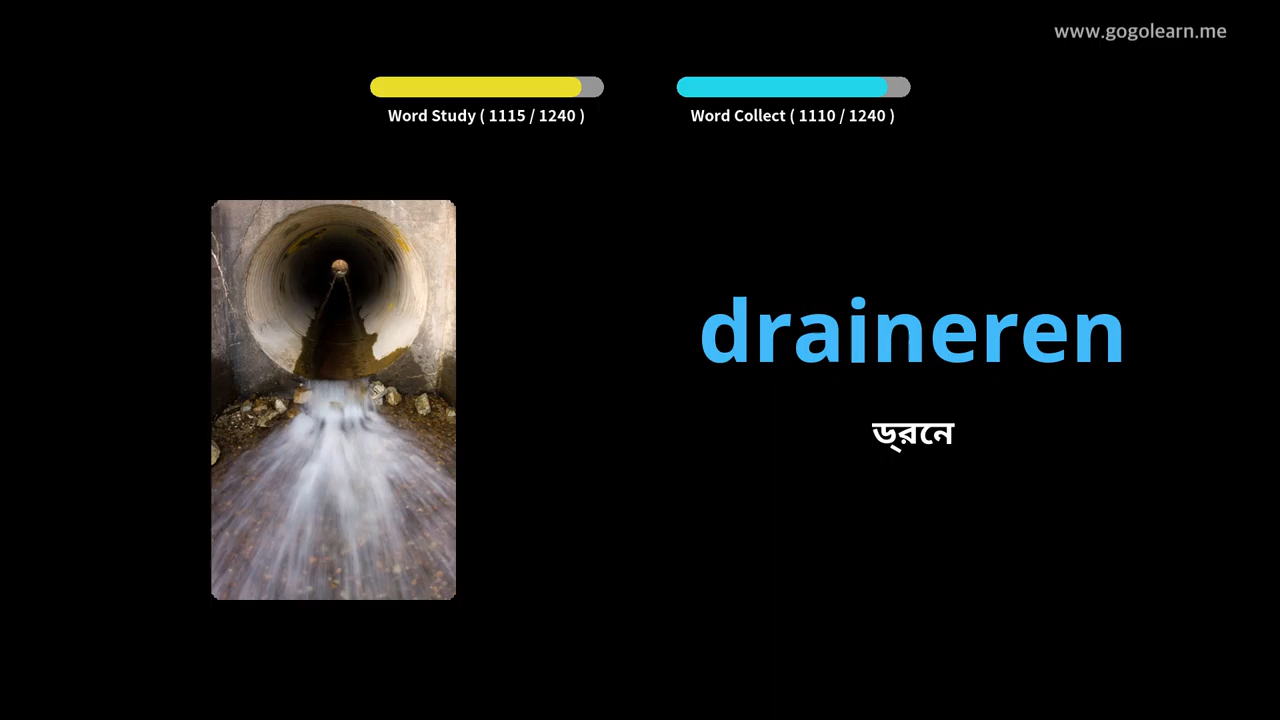 www.gogolearn.me
Word Study ( 1115 / 1240 )
Word Collect ( 1110 / 1240 )
draineren
ড্রনে